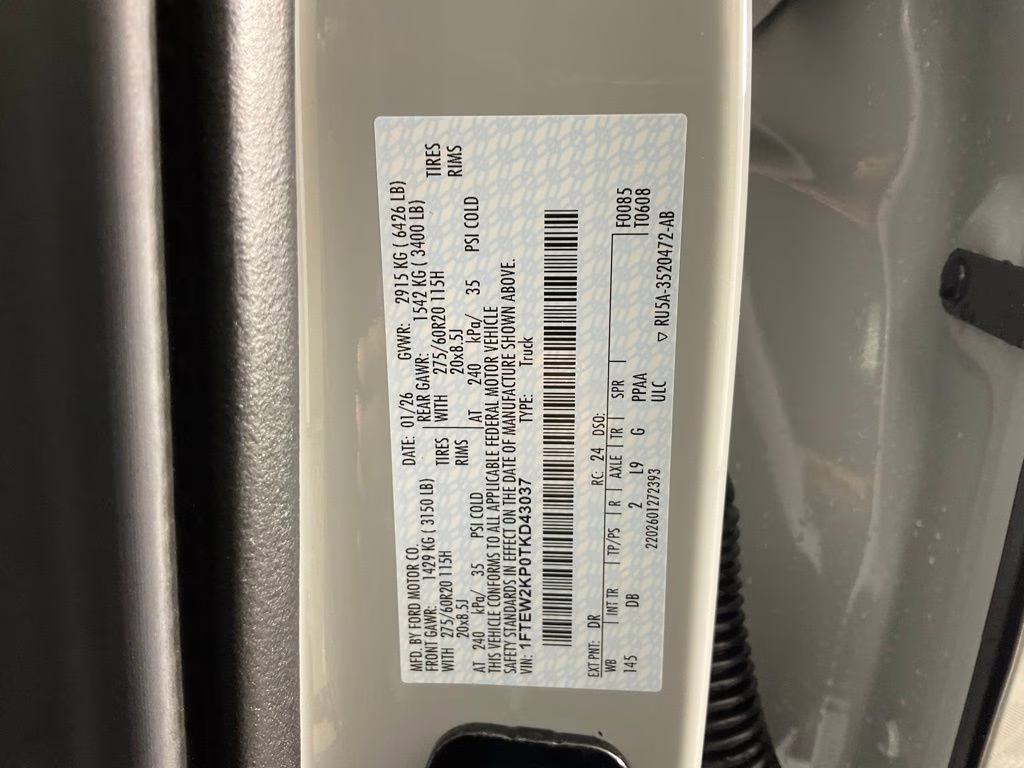 MFD. BY FORD MOTOR CO.
DATE: 01/26 GVWR: 2915 KG ( 6426 LB)
FRONT GAWR: 1429 KG ( 3150 LB) REAR GAWR: 1542 KG ( 3400 LB)
WITH 275/60R20 115H TIRES WITH 275/60R20 115H TIRES
20x8.5J RIMS 20x8.5J RIMS
AT 240 kPa/ 35 PSI COLD AT 240 kPa/ 35 PSI COLD
THIS VEHICLE CONFORMS TO ALL APPLICABLE FEDERAL MOTOR VEHICLE
SAFETY STANDARDS IN EFFECT ON THE DATE OF MANUFACTURE SHOWN ABOVE.
VIN: 1FTEW2KP0TKD43037 TYPE: Truck
EXT PNT: DR RC: 24 DSO: F0085
WB INT TR TP/PS R AXLE TR SPR T0608
145 DB 2 L9 G PPAA
2202601272393 ULC
▽ RU5A-3520472-AB